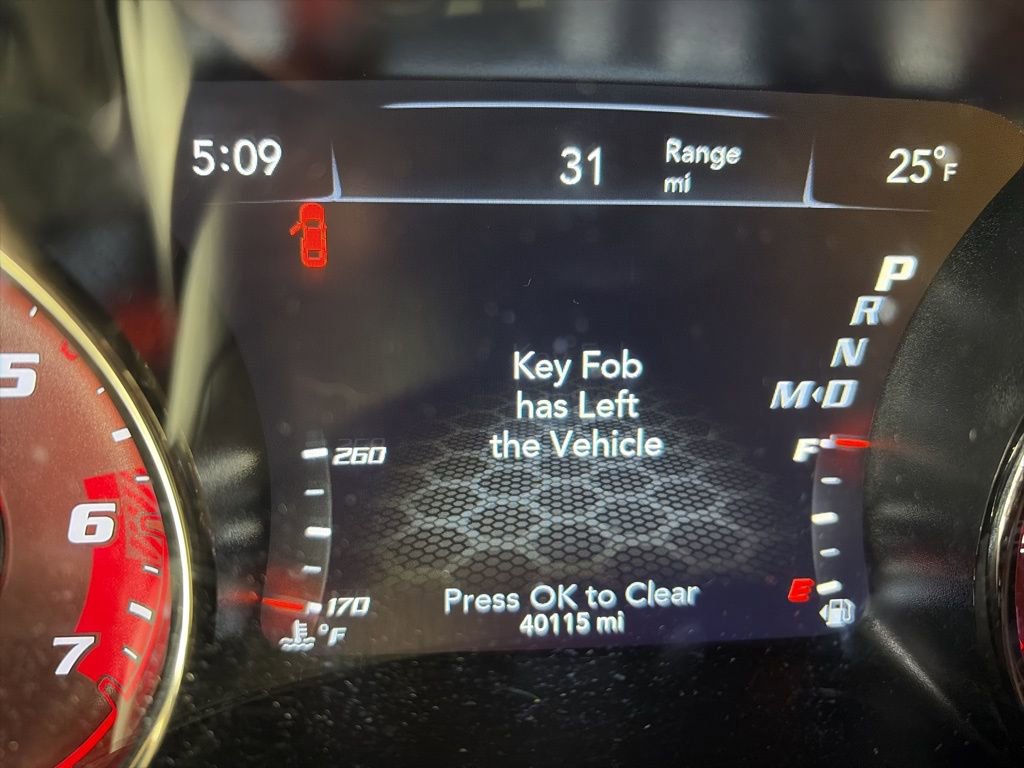 5:09
31
Range
mi
25°F
P
R
N
M◂D
5
6
7
Key Fob
has Left
the Vehicle
260
F
170
°F
E
Press OK to Clear
40115 mi